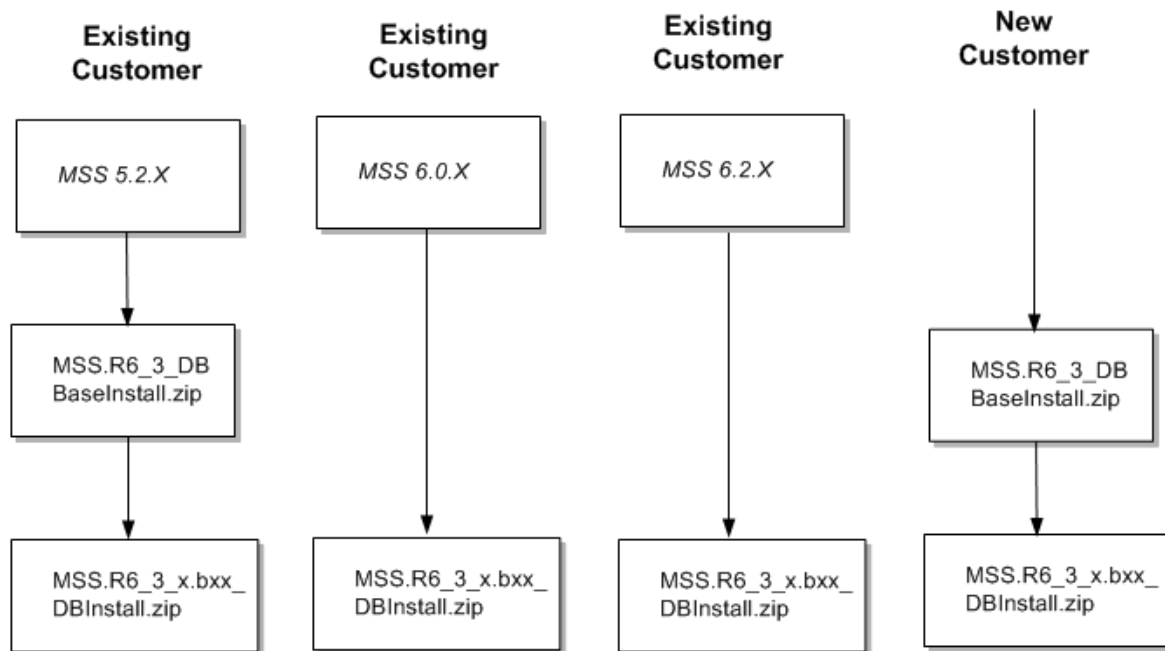 Existing
Customer
Existing
Customer
Existing
Customer
New
Customer
MSS 5.2.X
MSS 6.0.X
MSS 6.2.X
MSS.R6_3_DB
BaseInstall.zip
MSS.R6_3_DB
BaseInstall.zip
MSS.R6_3_x.bxx_
DBInstall.zip
MSS.R6_3_x.bxx_
DBInstall.zip
MSS.R6_3_x.bxx_
DBInstall.zip
MSS.R6_3_x.bxx_
DBInstall.zip